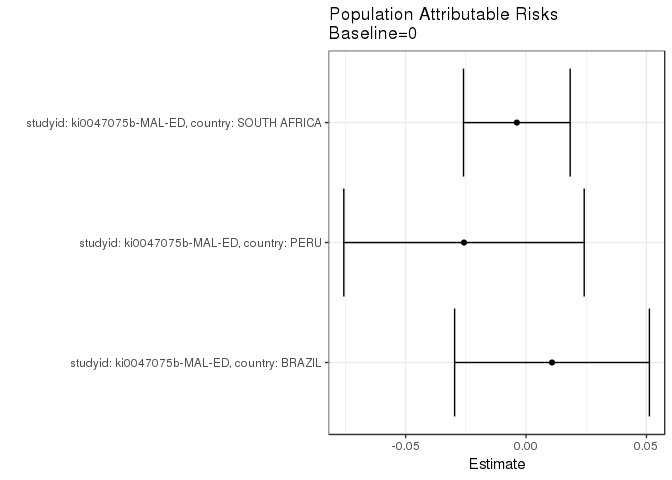 Population Attributable Risks
Baseline=0
studyid: ki0047075b-MAL-ED, country: SOUTH AFRICA
studyid: ki0047075b-MAL-ED, country: PERU
studyid: ki0047075b-MAL-ED, country: BRAZIL
-0.05 0.00 0.05
Estimate